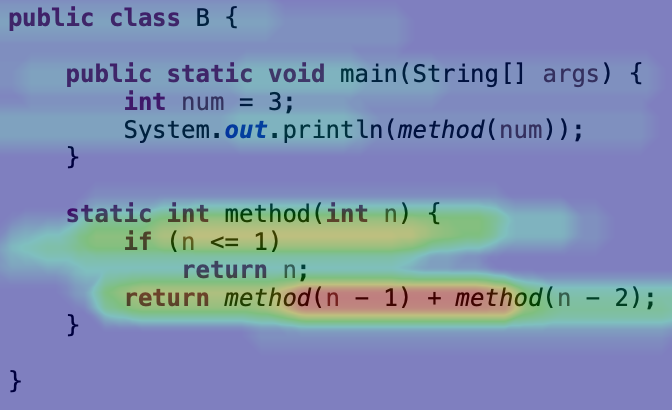 public class B {
public static void main(String[] args) {
int num = 3;
System.out.println(method(num));
}
static int method(int n) {
if (n <= 1)
return n;
return method(n - 1) + method(n - 2);
}
}